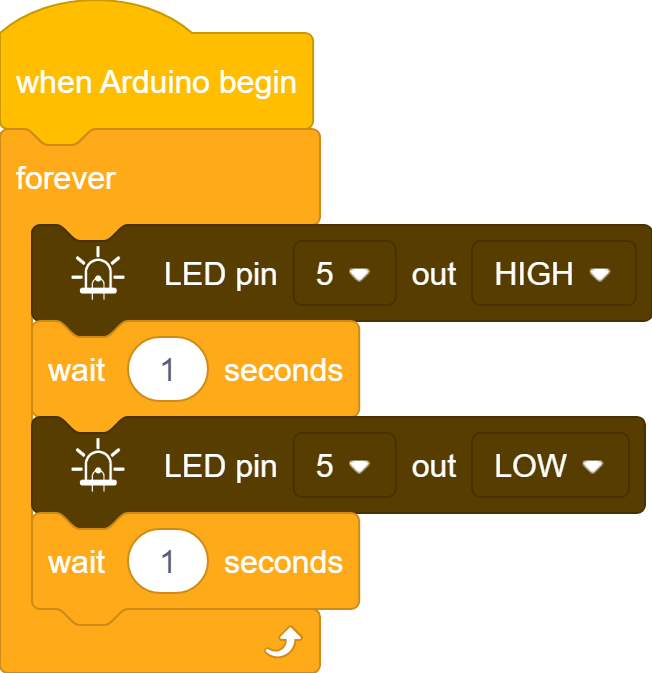 when Arduino begin
forever
LED pin 5 out HIGH
wait 1 seconds
LED pin 5 out LOW
wait 1 seconds